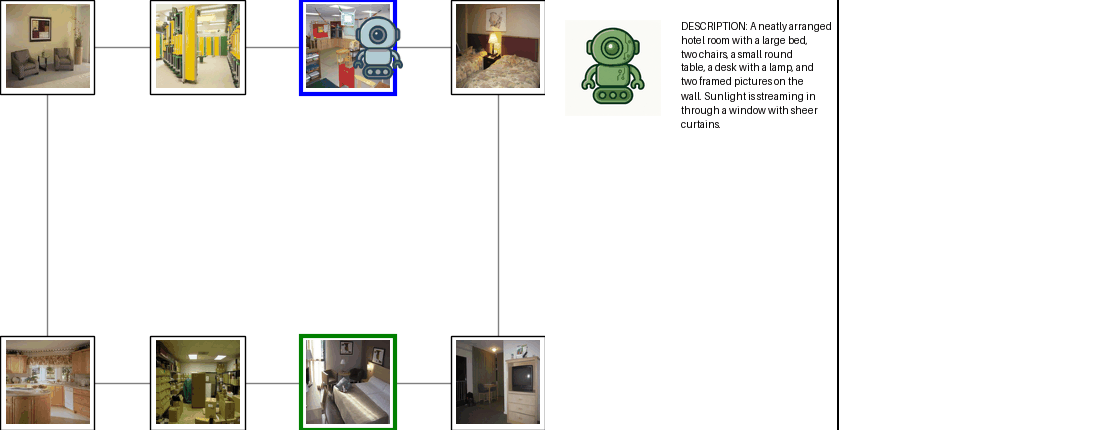 DESCRIPTION: A neatly arranged
hotel room with a large bed,
two chairs, a small round
table, a desk with a lamp, and
two framed pictures on the
wall. Sunlight is streaming in
through a window with sheer
curtains.